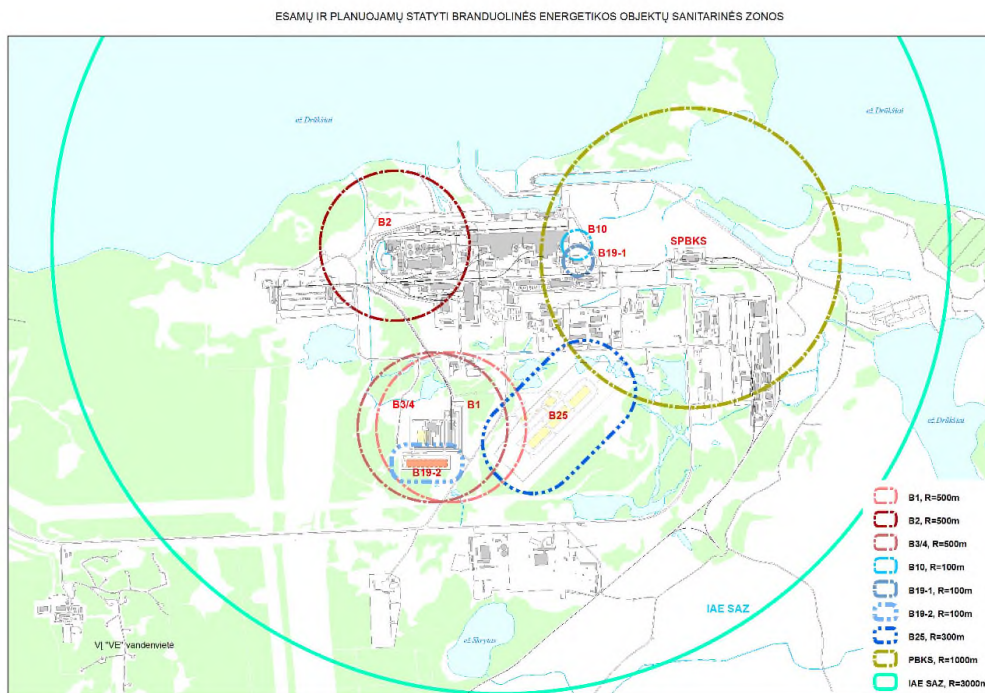 ESAMŲ IR PLANUOJAMŲ STATYTI BRANDUOLINĖS ENERGETIKOS OBJEKTŲ SANITARINĖS ZONOS
ež.Drūkšiai
ež.Drūkšiai
B2
B10
B19-1
SPBKS
B3/4
B1
B25
ež.Drūkšiai
B19-2
B1, R=500m
B2, R=500m
B3/4, R=500m
B10, R=100m
B19-1, R=100m
B19-2, R=100m
B25, R=300m
PBKS, R=1000m
IAE SAZ, R=3000m
IAE SAZ
ež.Skrytas
VĮ "VE" vandenvietė